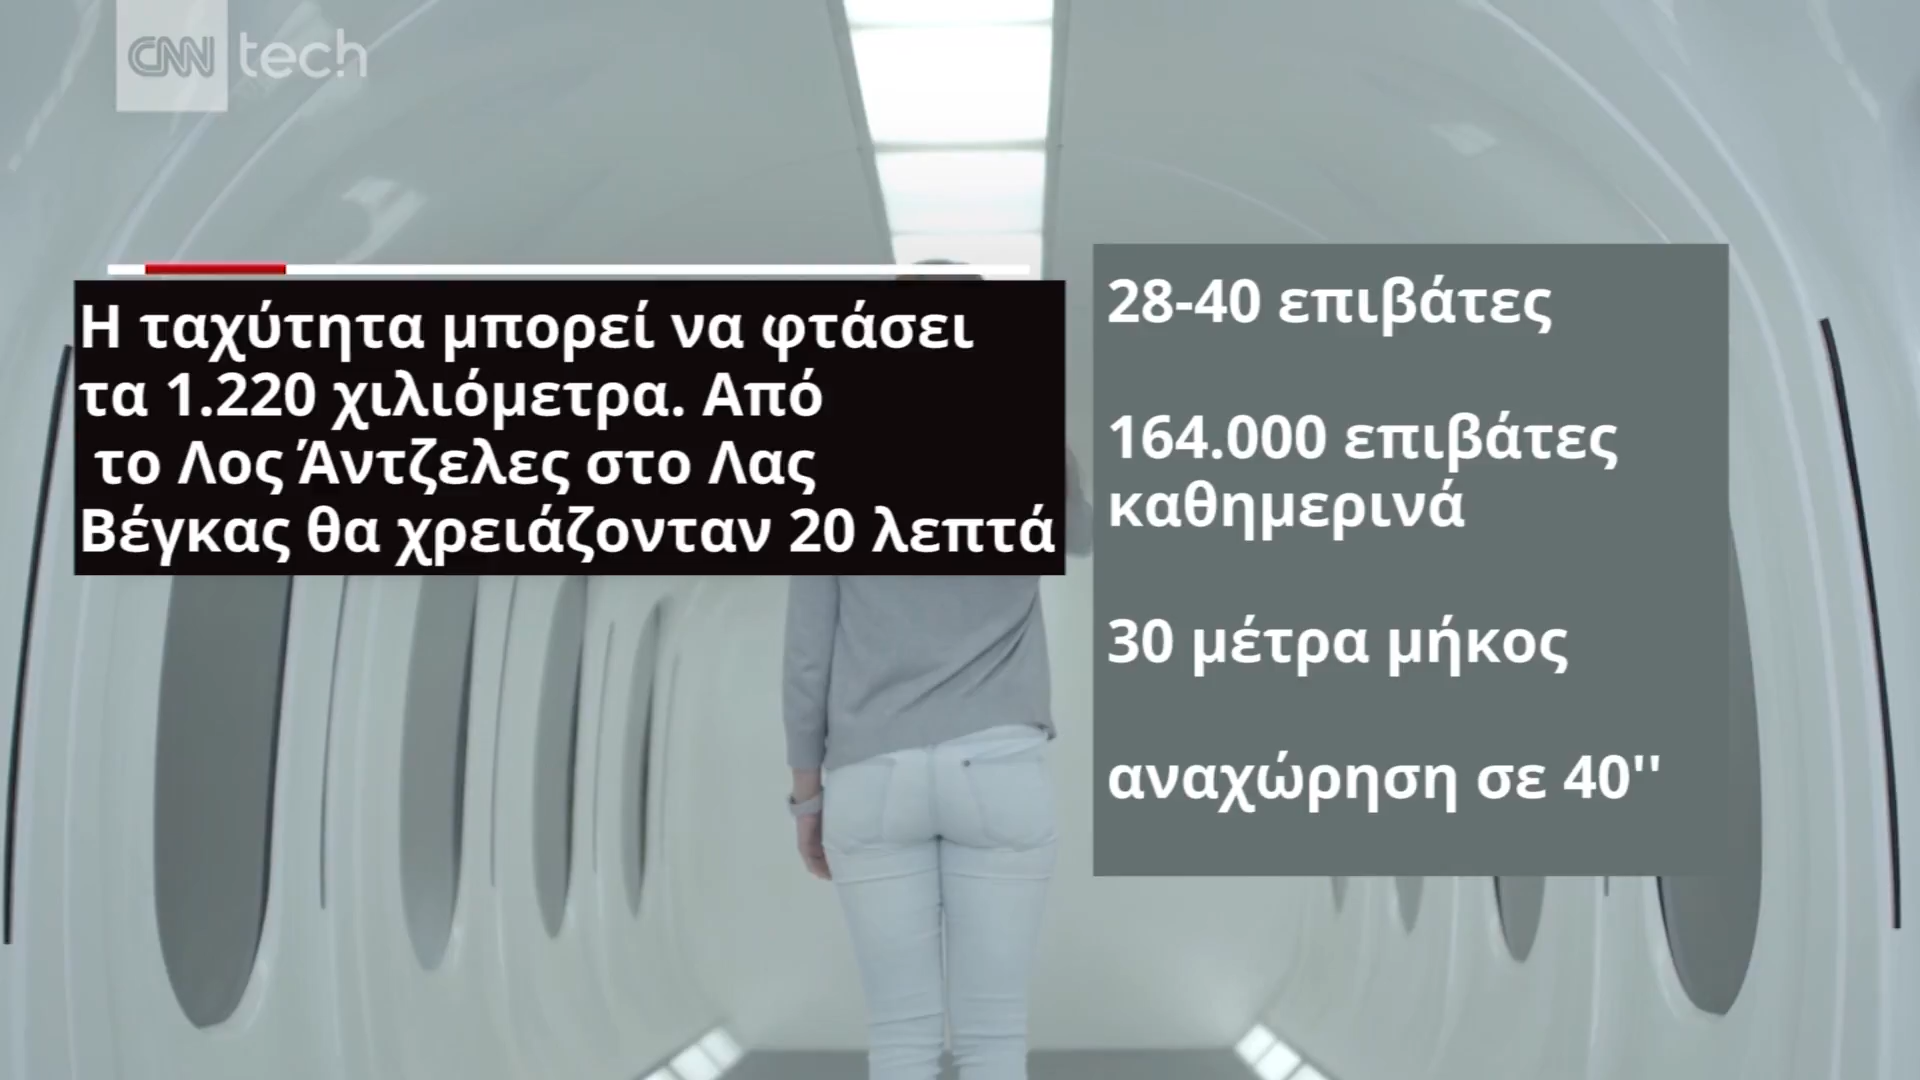 CNN tech
Η ταχύτητα μπορεί να φτάσει
τα 1.220 χιλιόμετρα. Από
το Λος Άντζελες στο Λας
Βέγκας θα χρειάζονταν 20 λεπτά
28-40 επιβάτες
164.000 επιβάτες
καθημερινά
30 μέτρα μήκος
αναχώρηση σε 40''